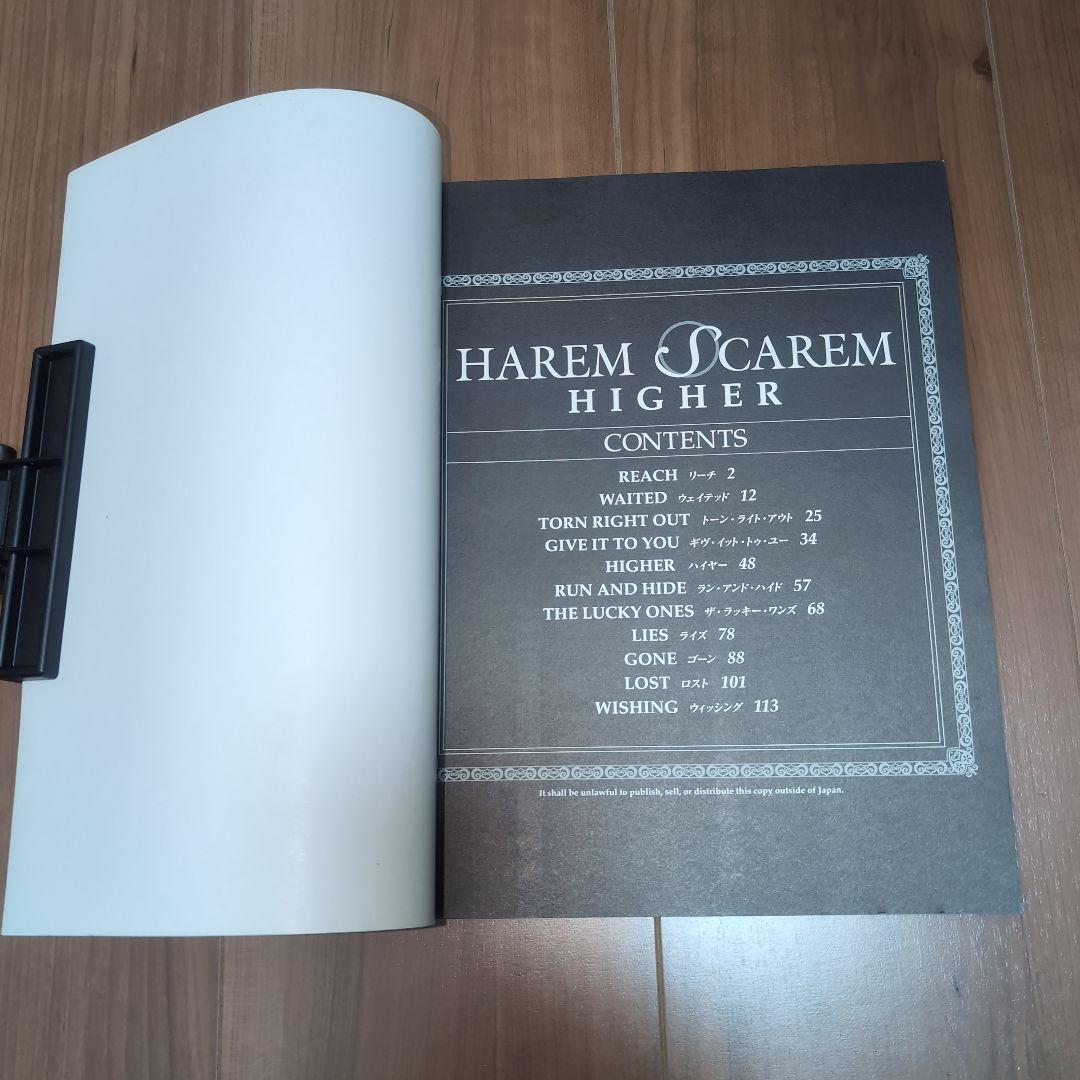 HAREM SCAREM
HIGHER
CONTENTS
REACH リーチ 2
WAITED ウェイテッド 12
TORN RIGHT OUT トーン・ライト・アウト 25
GIVE IT TO YOU ギヴ・イット・トゥ・ユー 34
HIGHER ハイヤー 48
RUN AND HIDE ラン・アンド・ハイド 57
THE LUCKY ONES ザ・ラッキー・ワンズ 68
LIES ライズ 78
GONE ゴーン 88
LOST ロスト 101
WISHING ウィッシング 113
It shall be unlawful to publish, sell, or distribute this copy outside of Japan.